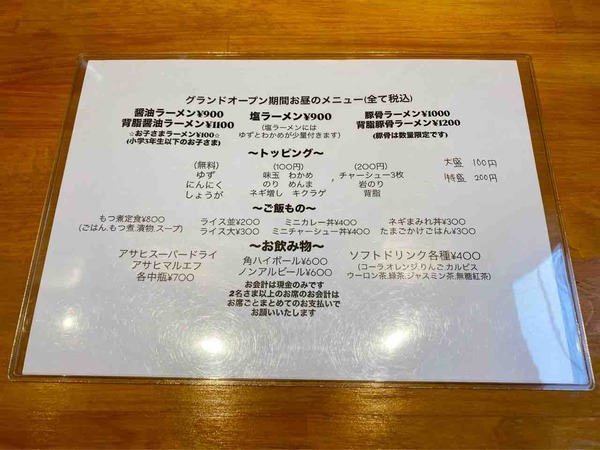 グランドオープン期間お昼のメニュー(全て税込)
醤油ラーメン¥900
背脂醤油ラーメン¥1100
☆お子さまラーメン¥100☆
(小学3年生以下のお子さま)
塩ラーメン¥900
(塩ラーメンには
ゆずとわかめが少量付きます)
豚骨ラーメン¥1000
背脂豚骨ラーメン¥1200
(豚骨は数量限定です)
〜トッピング〜
(無料)
ゆず
にんにく
しょうが
(100円)
味玉 わかめ
のり めんま
ネギ増し キクラゲ
(200円)
チャーシュー3枚
岩のり
背脂
大盛 100円
特盛 200円
〜ご飯もの〜
もつ煮定食¥800
(ごはん,もつ煮,漬物,スープ)
ライス並¥200
ライス大¥300
ミニカレー丼¥400
ミニチャーシュー丼¥400
ネギまみれ丼¥300
たまごかけごはん¥300
〜お飲み物〜
アサヒスーパードライ
アサヒマルエフ
各中瓶¥700
角ハイボール¥600
ノンアルビール¥600
ソフトドリンク各種¥400
(コーラ,オレンジ,りんご,カルピス
ウーロン茶,緑茶,ジャスミン茶,無糖紅茶)
お会計は現金のみです
2名さま以上のお席のお会計は
お席ごとまとめてのお支払いで
お願いいたします